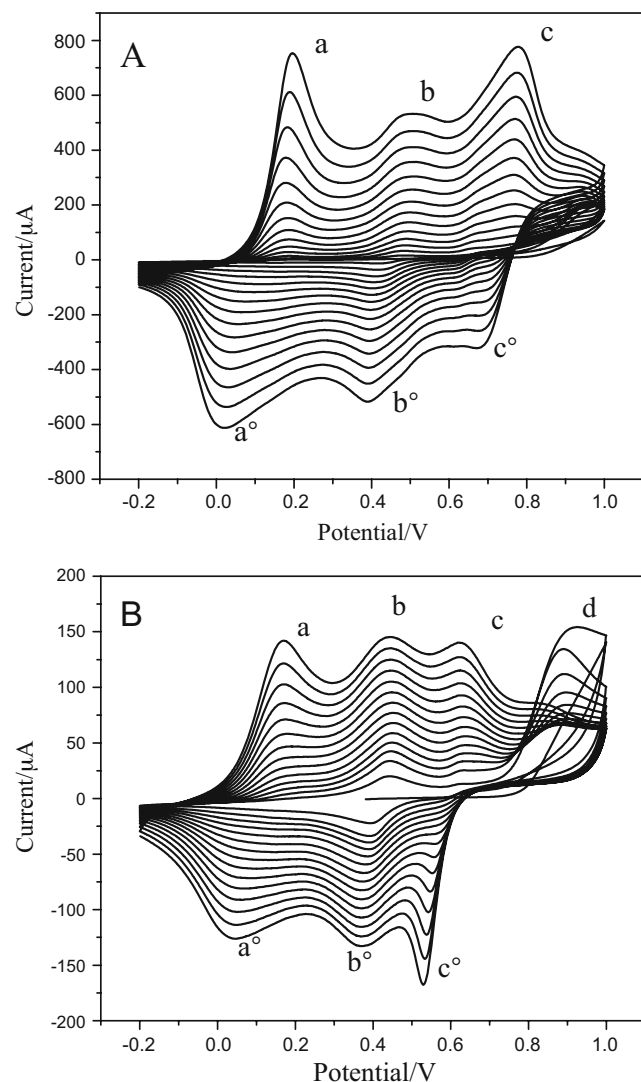 A
a
b
c
a°
b°
c°
800
600
400
200
0
-200
-400
-600
-800
Current/μA
-0.2
0.0
0.2
0.4
0.6
0.8
1.0
Potential/V
B
a
b
c
d
a°
b°
c°
200
150
100
50
0
-50
-100
-150
-200
Current/μA
-0.2
0.0
0.2
0.4
0.6
0.8
1.0
Potential/V